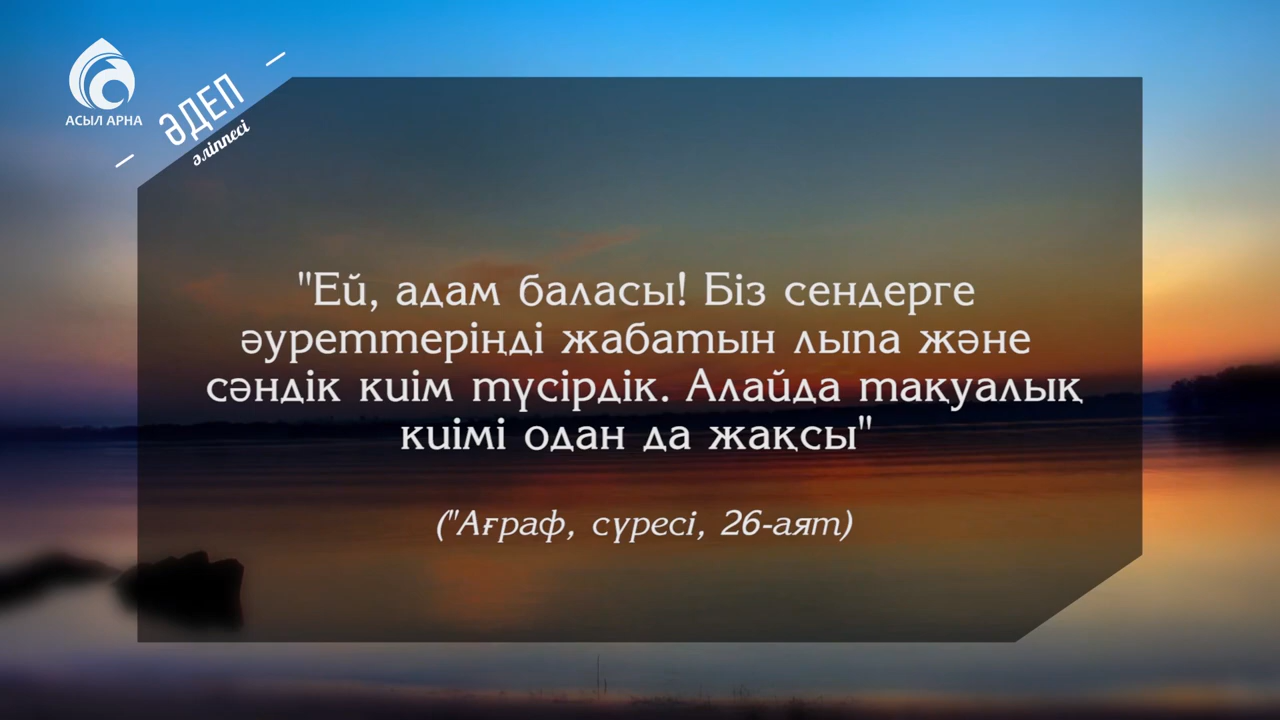 АСЫЛ АРНА
ӘДЕП
әліппесі
"Ей, адам баласы! Біз сендерге
әуреттеріңді жабатын лыпа және
сәндік киім түсірдік. Алайда тақуалық
киімі одан да жақсы"
("Ағраф, сүресі, 26-аят)